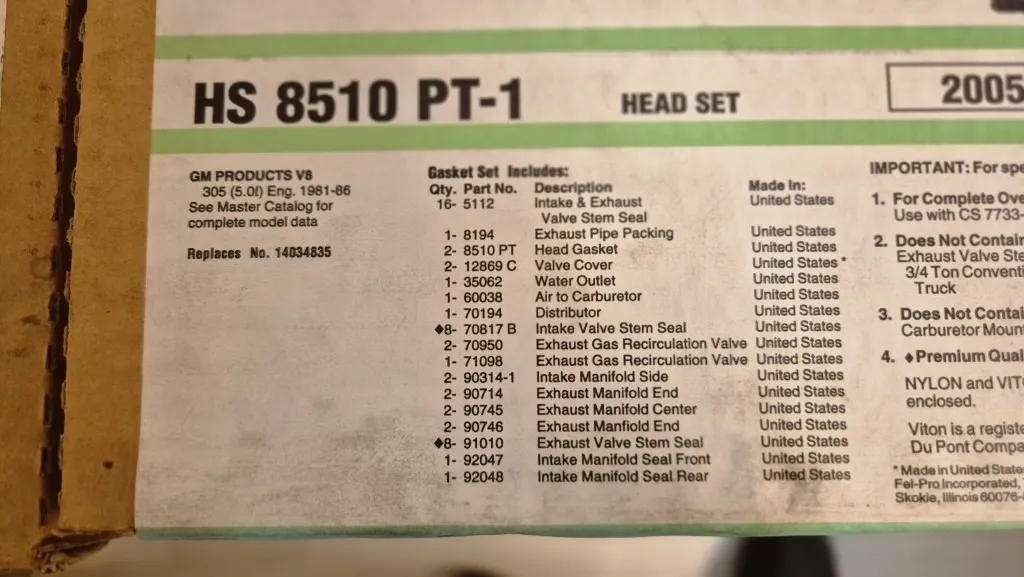 HS 8510 PT-1 HEAD SET 2005
GM PRODUCTS V8
305 (5.0l) Eng. 1981-86
See Master Catalog for
complete model data
Replaces No. 14034835
Gasket Set Includes:
Qty. Part No. Description Made In:
16- 5112 Intake & Exhaust United States
Valve Stem Seal
1- 8194 Exhaust Pipe Packing United States
2- 8510 PT Head Gasket United States
2- 12869 C Valve Cover United States *
1- 35062 Water Outlet United States
1- 60038 Air to Carburetor United States
1- 70194 Distributor United States
♦8- 70817 B Intake Valve Stem Seal United States
2- 70950 Exhaust Gas Recirculation Valve United States
1- 71098 Exhaust Gas Recirculation Valve United States
2- 90314-1 Intake Manifold Side United States
2- 90714 Exhaust Manifold End United States
2- 90745 Exhaust Manifold Center United States
2- 90746 Exhaust Manfield End United States
♦8- 91010 Exhaust Valve Stem Seal United States
1- 92047 Intake Manifold Seal Front United States
1- 92048 Intake Manifold Seal Rear United States
IMPORTANT: For spe
1. For Complete Ove
Use with CS 7733-
2. Does Not Contain
Exhaust Valve Ste
3/4 Ton Conventi
Truck
3. Does Not Contai
Carburetor Moun
4. ♦Premium Qual
NYLON and VIT
enclosed.
Viton is a registe
Du Pont Compa
* Made in United State
Fel-Pro Incorporated,
Skokie, Illinois 60076-